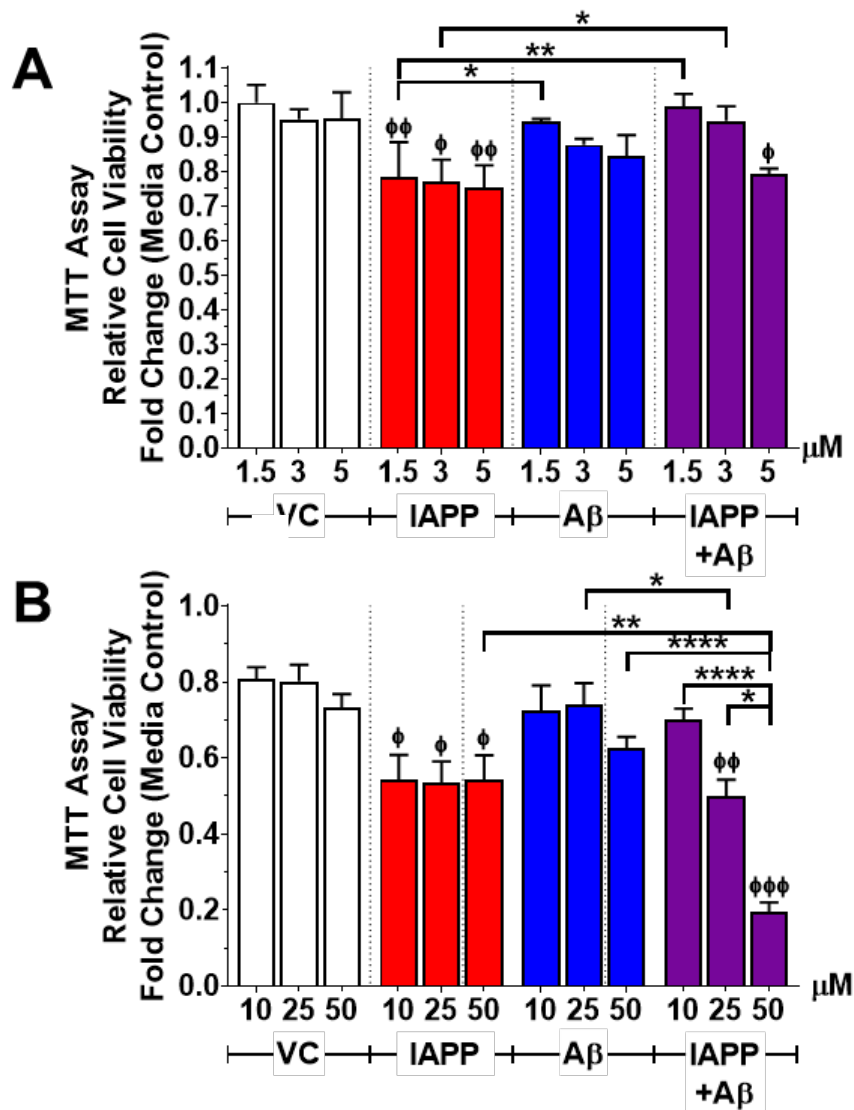 A
MTT Assay
Relative Cell Viability
Fold Change (Media Control)
1.1
1.0
0.9
0.8
0.7
0.6
0.5
0.4
0.3
0.2
0.1
0.0
*
**
*
ϕϕ
ϕ
ϕϕ
ϕ
1.5 3 5 1.5 3 5 1.5 3 5 1.5 3 5 μM
VC IAPP Aβ IAPP
+Aβ
B
MTT Assay
Relative Cell Viability
Fold Change (Media Control)
1.0
0.8
0.6
0.4
0.2
0.0
*
**
****
****
*
ϕ
ϕ
ϕ
ϕϕ
ϕϕϕ
10 25 50 10 25 50 10 25 50 10 25 50 μM
VC IAPP Aβ IAPP
+Aβ